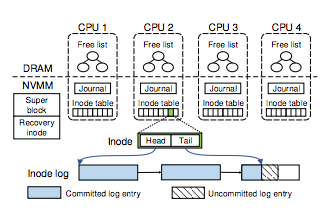 CPU 1 CPU 2 CPU 3 CPU 4
Free list Free list Free list Free list
DRAM
NVMM
Journal Journal Journal Journal
Super block
Inode table Inode table Inode table Inode table
Recovery inode
Inode Head Tail
Inode log
Committed log entry Uncommitted log entry